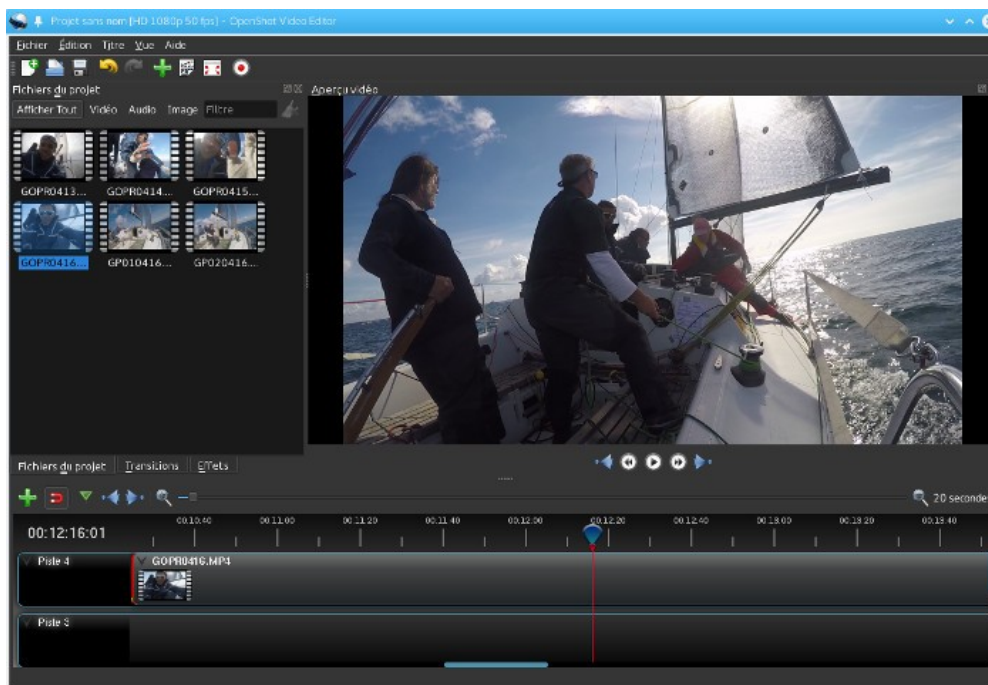 Projet sans nom [HD 1080p 50 fps] - OpenShot Video Editor
Fichier Édition Titre Vue Aide
Fichiers du projet
Aperçu vidéo
Afficher Tout Vidéo Audio Image Filtre
GOPR0413... GOPR0414... GOPR0415...
GOPR0416... GP010416... GP020416...
Fichiers du projet Transitions Effets
20 secondes
00:12:16:01
00:10:40 00:11:00 00:11:20 00:11:40 00:12:00 00:12:20 00:12:40 00:13:00 00:13:20 00:13:40
Piste 4
GOPR0416.MP4
Piste 3